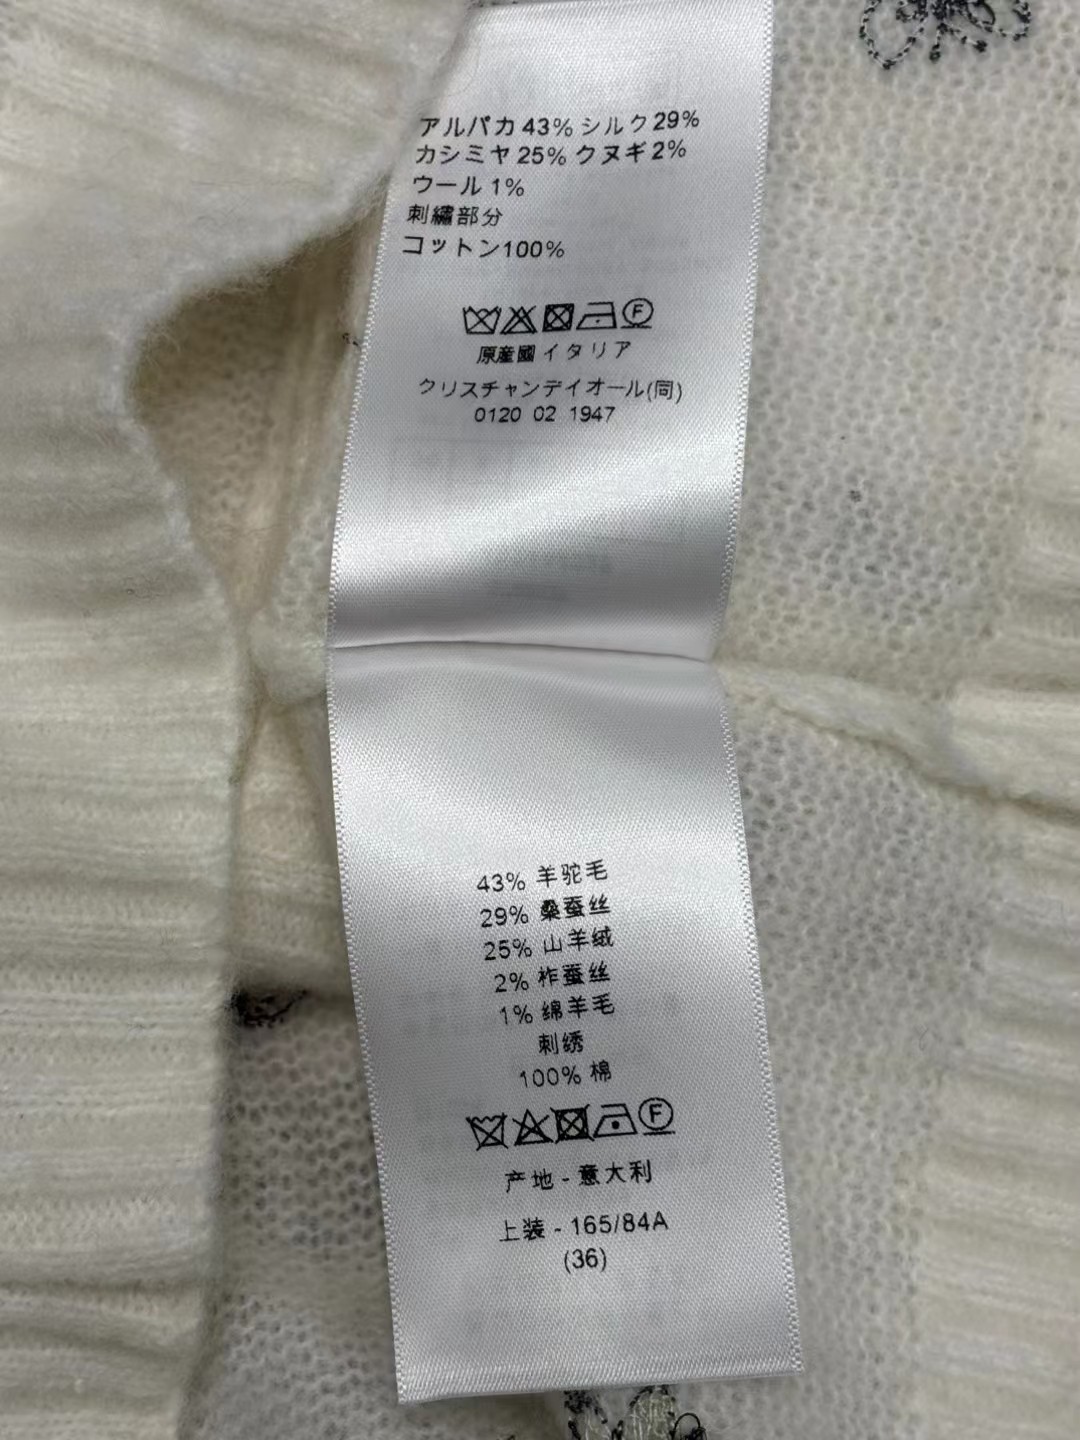 アルパカ 43% シルク 29%
カシミヤ 25% クヌギ 2%
ウール 1%
刺繍部分
コットン100%
F
原産國イタリア
クリスチャンデイオール(同)
0120 02 1947
43% 羊驼毛
29% 桑蚕丝
25% 山羊绒
2% 柞蚕丝
1% 绵羊毛
刺绣
100% 棉
F
产地 - 意大利
上装 - 165/84A
(36)